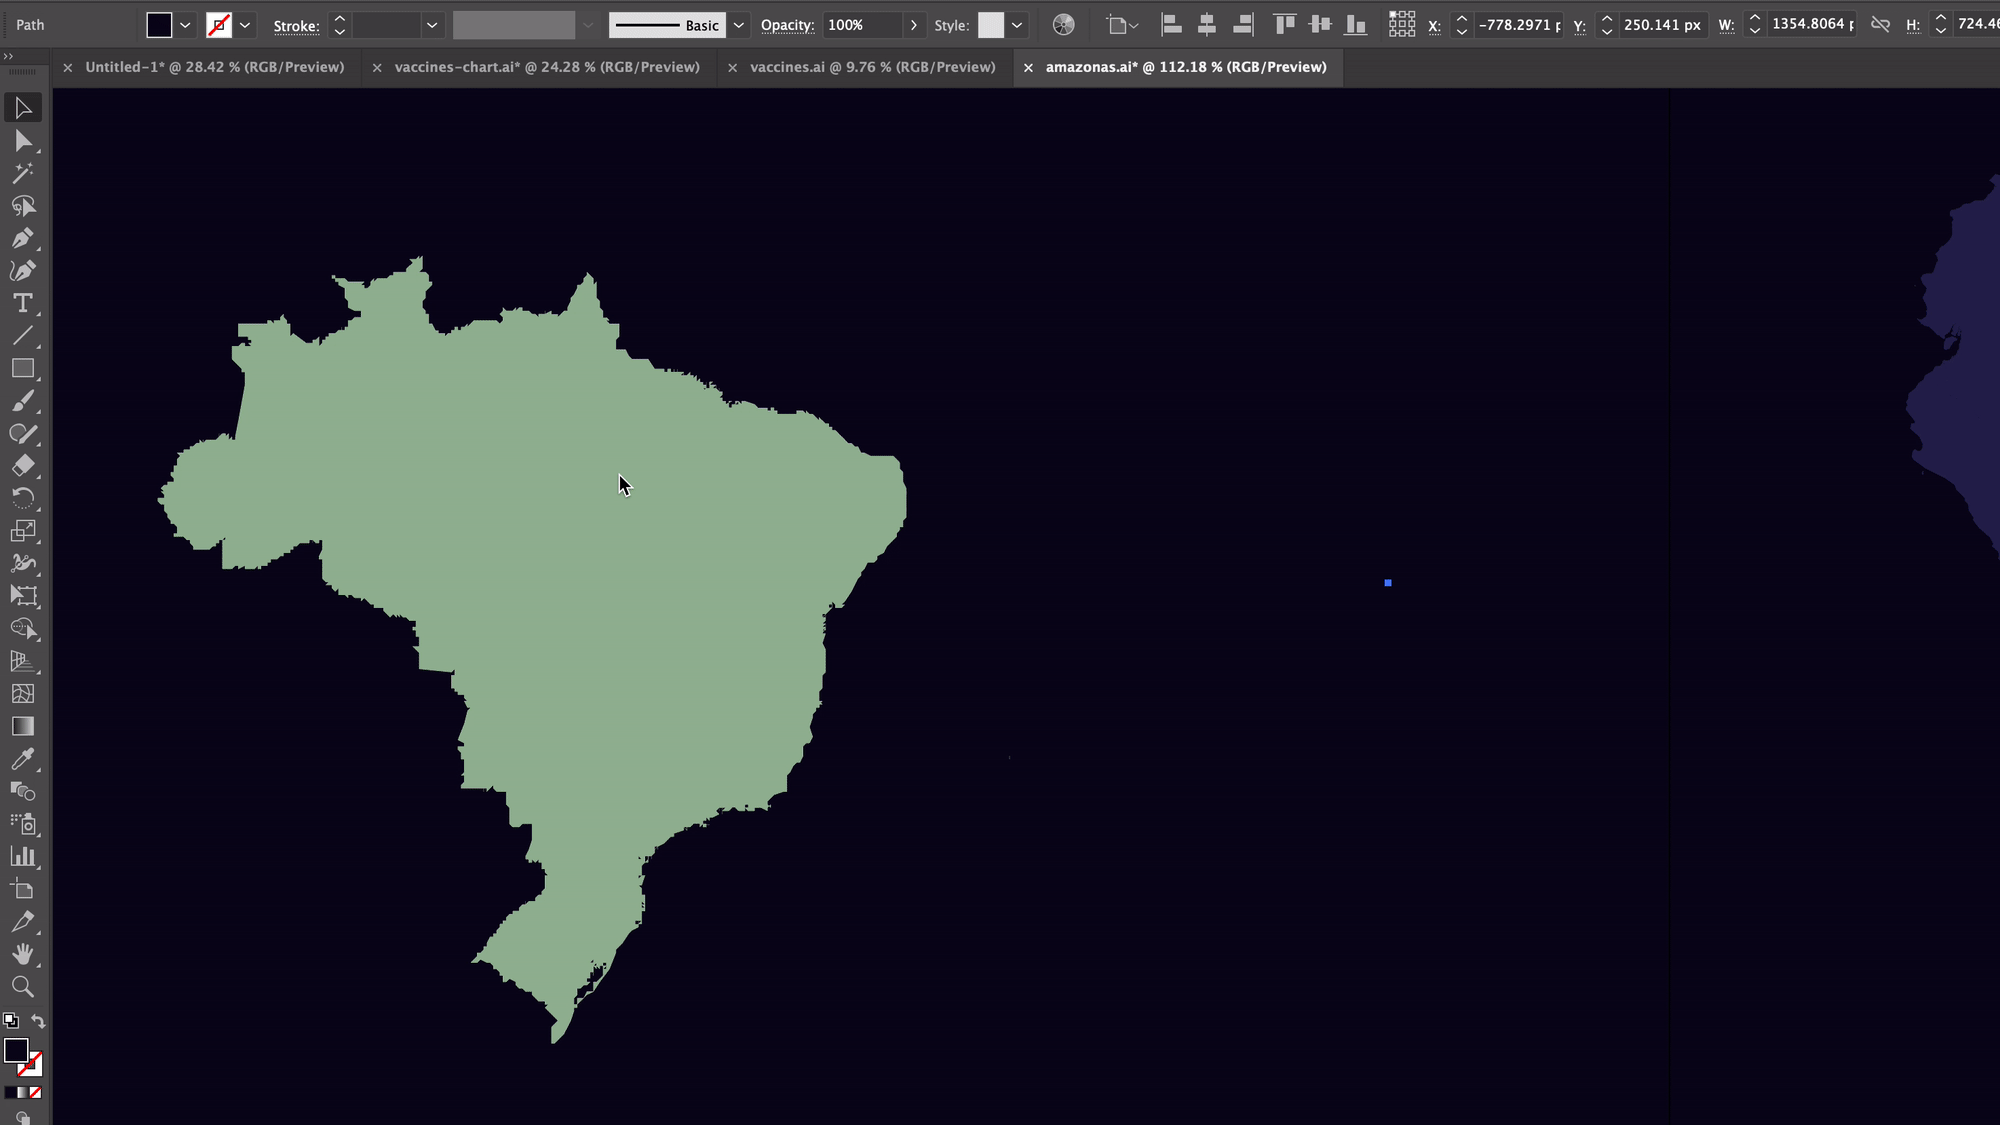 Path Stroke: Basic Opacity: 100% Style: X: -778.2971 p Y: 250.141 px W: 1354.8064 p H: 724.46
Untitled-1* @ 28.42 % (RGB/Preview) vaccines-chart.ai* @ 24.28 % (RGB/Preview) vaccines.ai @ 9.76 % (RGB/Preview) amazonas.ai* @ 112.18 % (RGB/Preview)